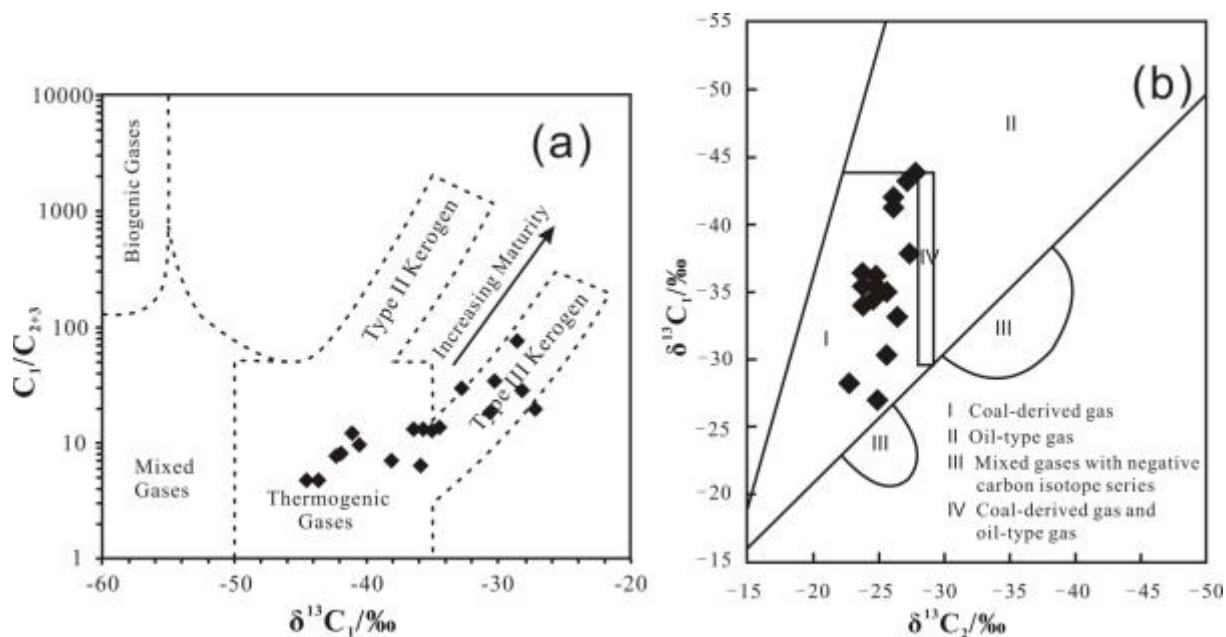 (a)
10000
1000
100
10
1
C₁/C₂₊₃
Biogenic Gases
Type II Kerogen
Increasing Maturity
Type III Kerogen
Mixed
Gases
Thermogenic
Gases
-60
-50
-40
-30
-20
δ¹³C₁/‰
(b)
−55
−50
−45
−40
−35
−30
−25
−20
−15
δ¹³C₁/‰
II
IV
I
III
III
I Coal-derived gas
II Oil-type gas
III Mixed gases with negative
carbon isotope series
IV Coal-derived gas and
oil-type gas
−15
−20
−25
−30
−35
−40
−45
−50
δ¹³C₂/‰